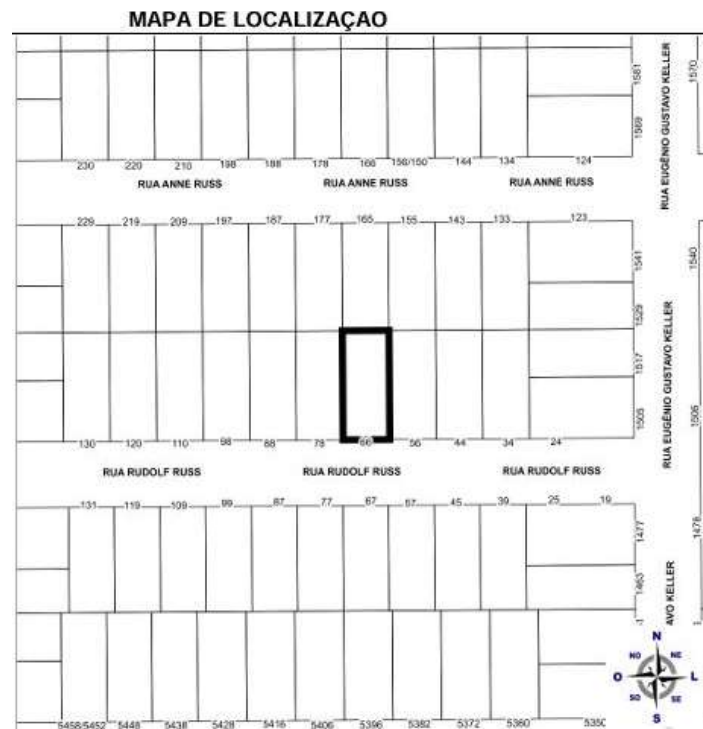 MAPA DE LOCALIZAÇAO
1581
1570
1569
RUA EUGÊNIO GUSTAVO KELLER
230 220 210 198 188 178 166 156/150 144 134 124
RUA ANNE RUSS RUA ANNE RUSS RUA ANNE RUSS
229 219 209 197 187 177 165 155 143 133 123
1541
1540
1529
RUA EUGÊNIO GUSTAVO KELLER
1517
1505
1506
130 120 110 98 88 78 66 56 44 34 24
RUA RUDOLF RUSS RUA RUDOLF RUSS RUA RUDOLF RUSS
131 119 109 99 87 77 67 57 45 39 25 19
1477
1478
1463
AVO KELLER
N
NO NE
O L
SO SE
S
5458/5452 5448 5438 5428 5416 5406 5396 5382 5372 5360 5350